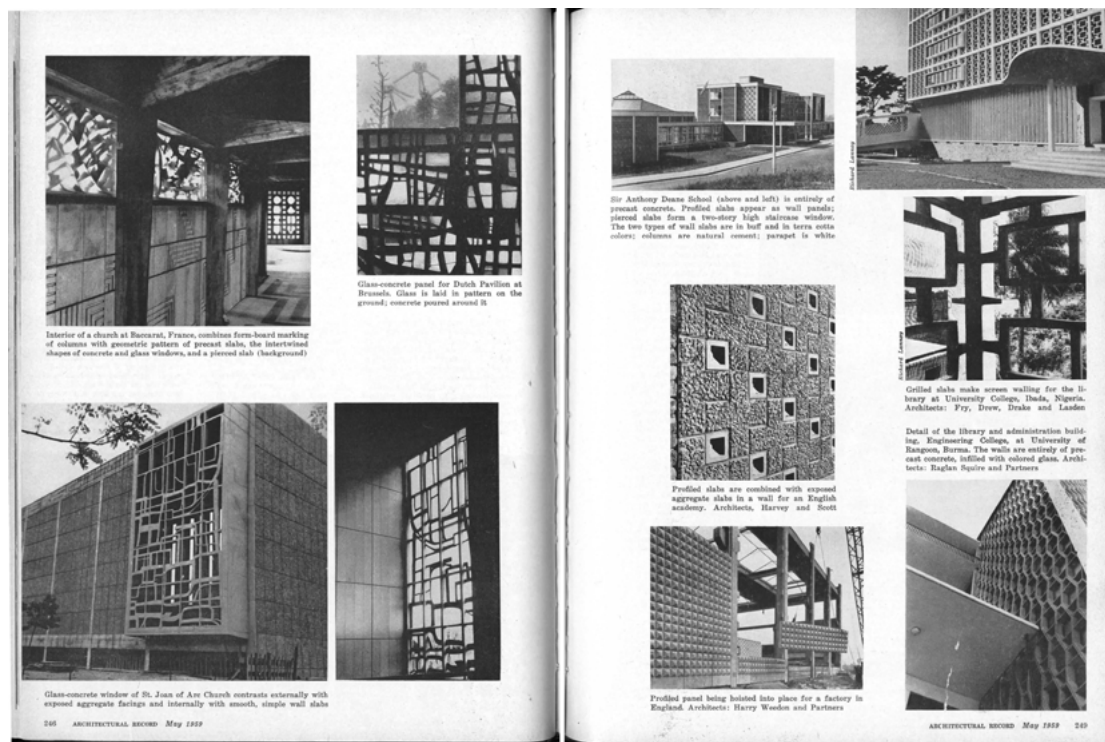 Interior of a church at Baccarat, France, combines form-board marking
of columns with geometric pattern of precast slabs, the intertwined
shapes of concrete and glass windows, and a pierced slab (background)
Glass-concrete panel for Dutch Pavilion at
Brussels. Glass is laid in pattern on the
ground; concrete poured around it
Glass-concrete window of St. Joan of Arc Church contrasts externally with
exposed aggregate facings and internally with smooth, simple wall slabs
246 ARCHITECTURAL RECORD May 1959
Sir Anthony Deane School (above and left) is entirely of
precast concrete. Profiled slabs appear as wall panels;
pierced slabs form a two-story high staircase window.
The two types of wall slabs are in buff and in terra cotta
colors; columns are natural cement; parapet is white
Richard Lannoy
Profiled slabs are combined with exposed
aggregate slabs in a wall for an English
academy. Architects, Harvey and Scott
Profiled panel being hoisted into place for a factory in
England. Architects: Harry Weedon and Partners
Richard Lannoy
Grilled slabs make screen walling for the li-
brary at University College, Ibada, Nigeria.
Architects: Fry, Drew, Drake and Lasden
Detail of the library and administration build-
ing, Engineering College, at University of
Rangoon, Burma. The walls are entirely of pre-
cast concrete, infilled with colored glass. Archi-
tects: Raglan Squire and Partners
ARCHITECTURAL RECORD May 1959 249